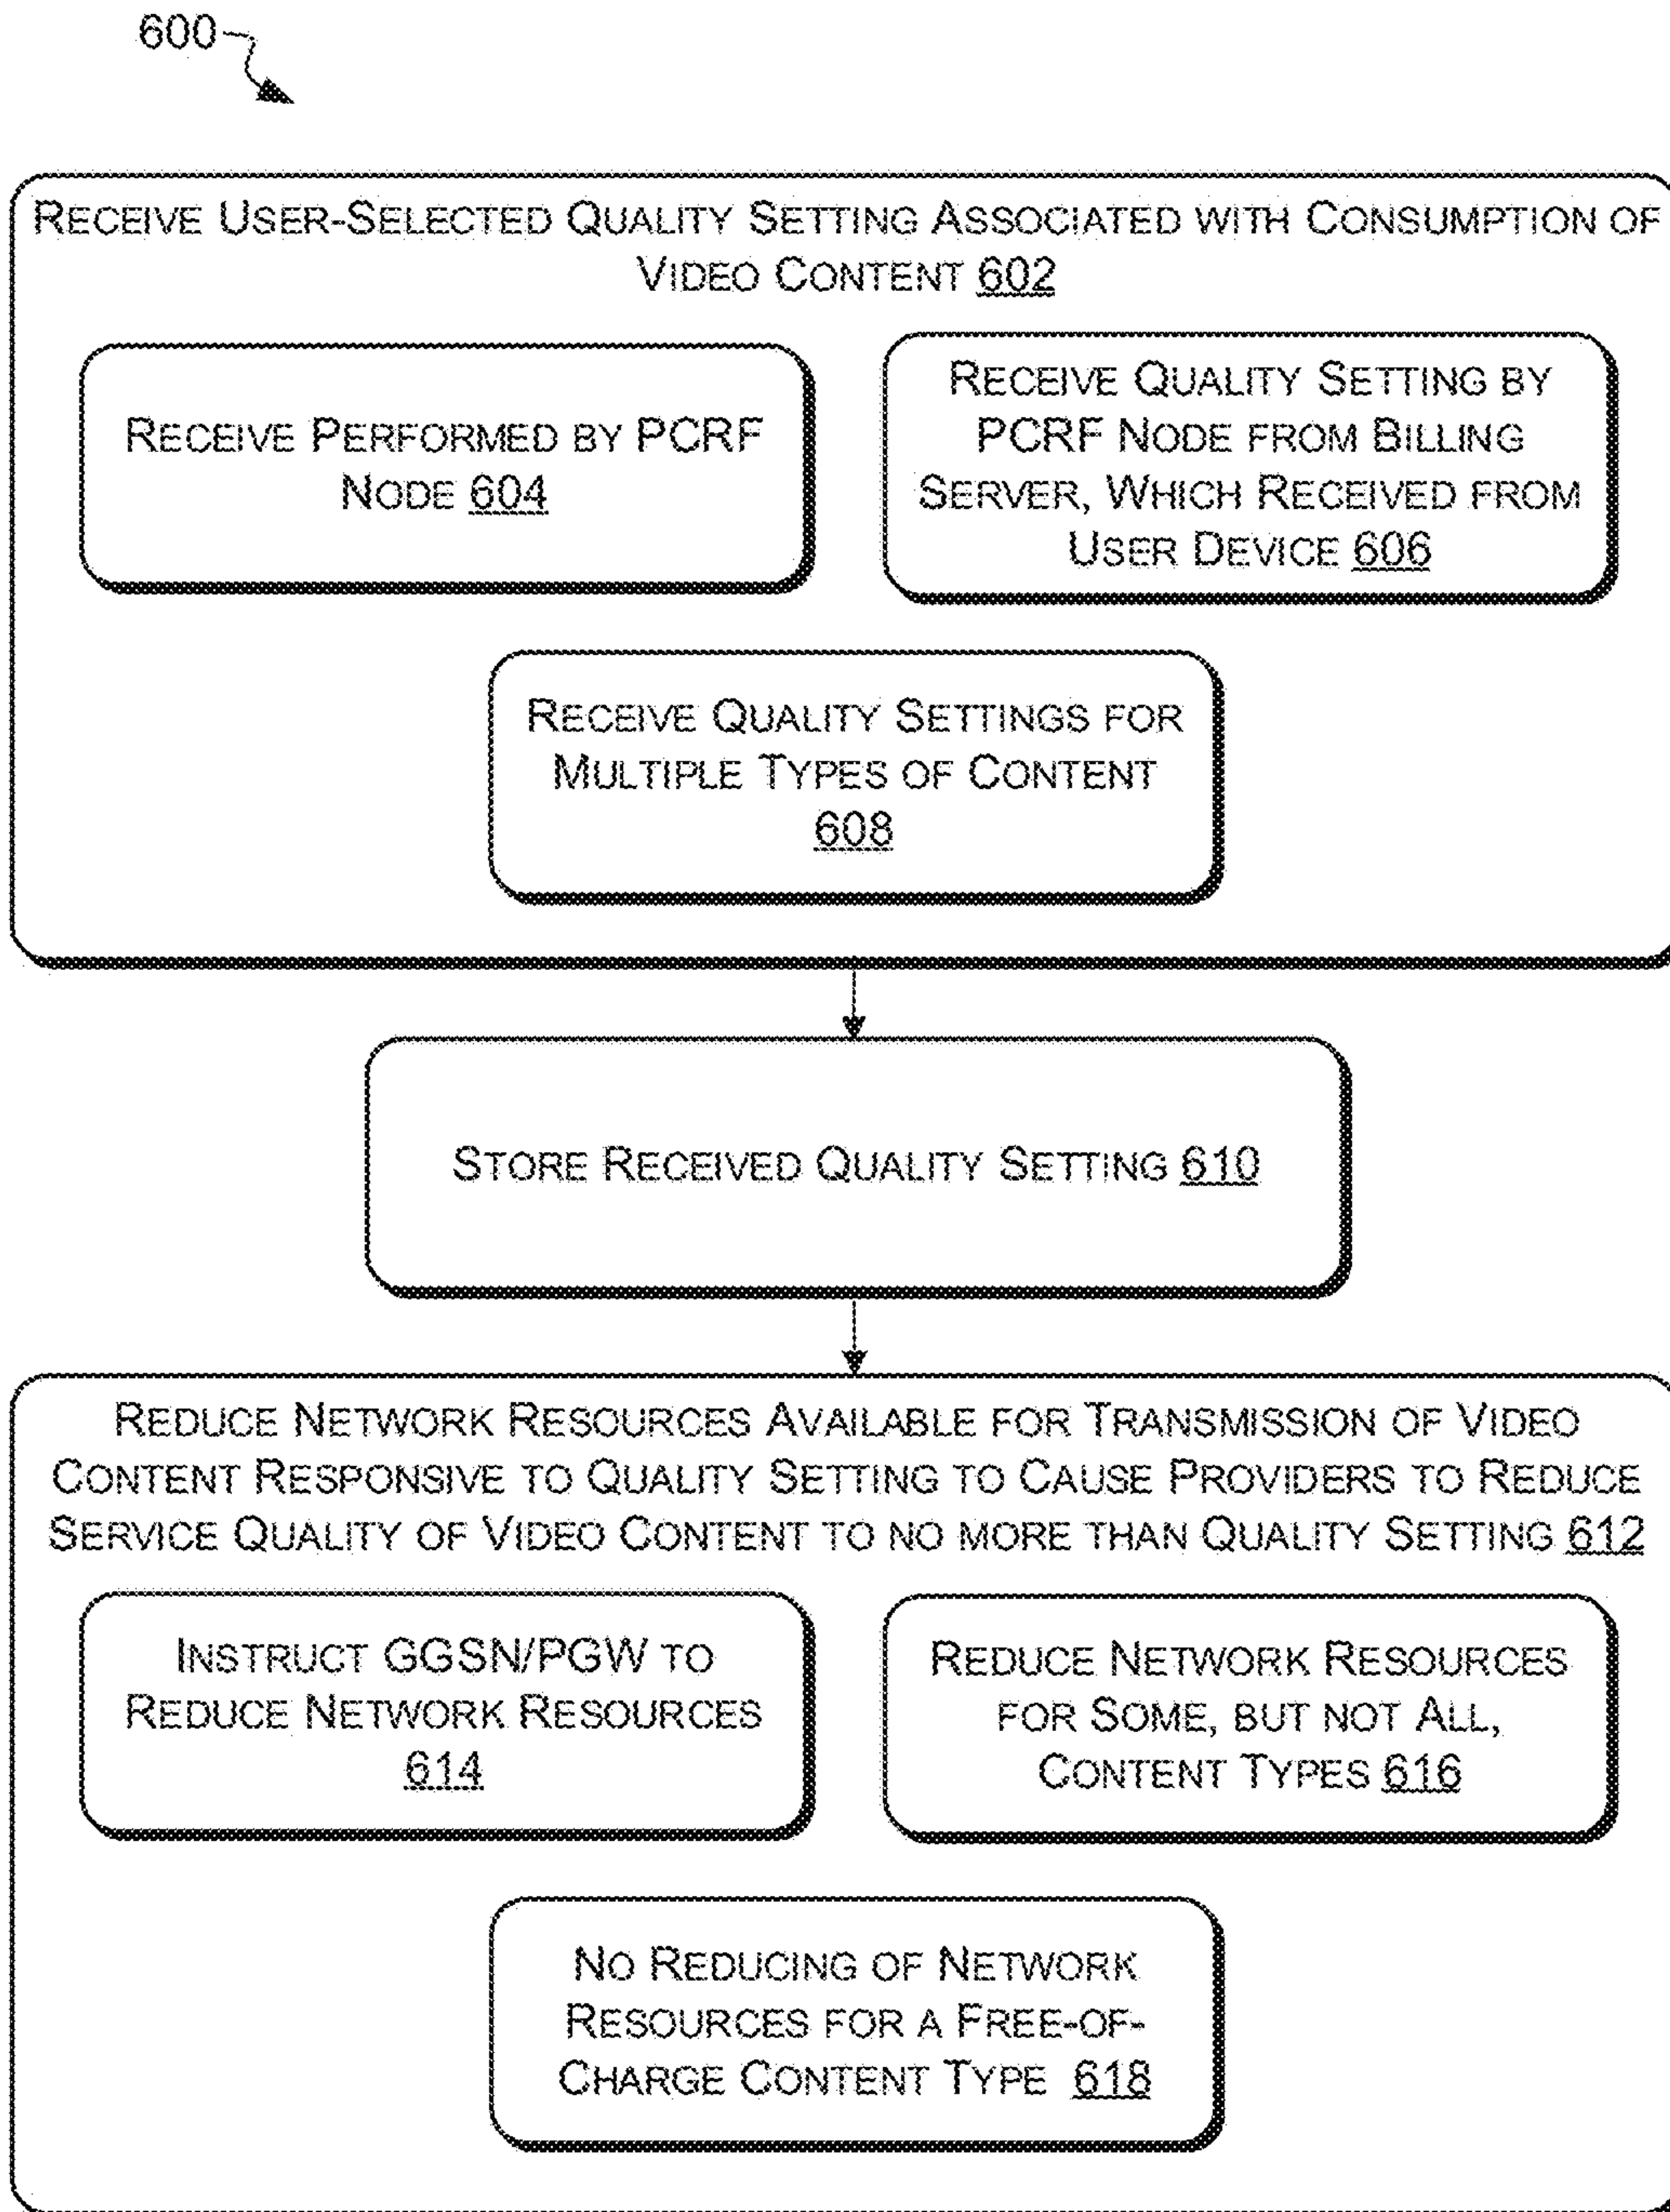 600
RECEIVE USER-SELECTED QUALITY SETTING ASSOCIATED WITH CONSUMPTION OF
VIDEO CONTENT 602
RECEIVE PERFORMED BY PCRF
NODE 604
RECEIVE QUALITY SETTING BY
PCRF NODE FROM BILLING
SERVER, WHICH RECEIVED FROM
USER DEVICE 606
RECEIVE QUALITY SETTINGS FOR
MULTIPLE TYPES OF CONTENT
608
STORE RECEIVED QUALITY SETTING 610
REDUCE NETWORK RESOURCES AVAILABLE FOR TRANSMISSION OF VIDEO
CONTENT RESPONSIVE TO QUALITY SETTING TO CAUSE PROVIDERS TO REDUCE
SERVICE QUALITY OF VIDEO CONTENT TO NO MORE THAN QUALITY SETTING 612
INSTRUCT GGSN/PGW TO
REDUCE NETWORK RESOURCES
614
REDUCE NETWORK RESOURCES
FOR SOME, BUT NOT ALL,
CONTENT TYPES 616
NO REDUCING OF NETWORK
RESOURCES FOR A FREE-OF-
CHARGE CONTENT TYPE 618